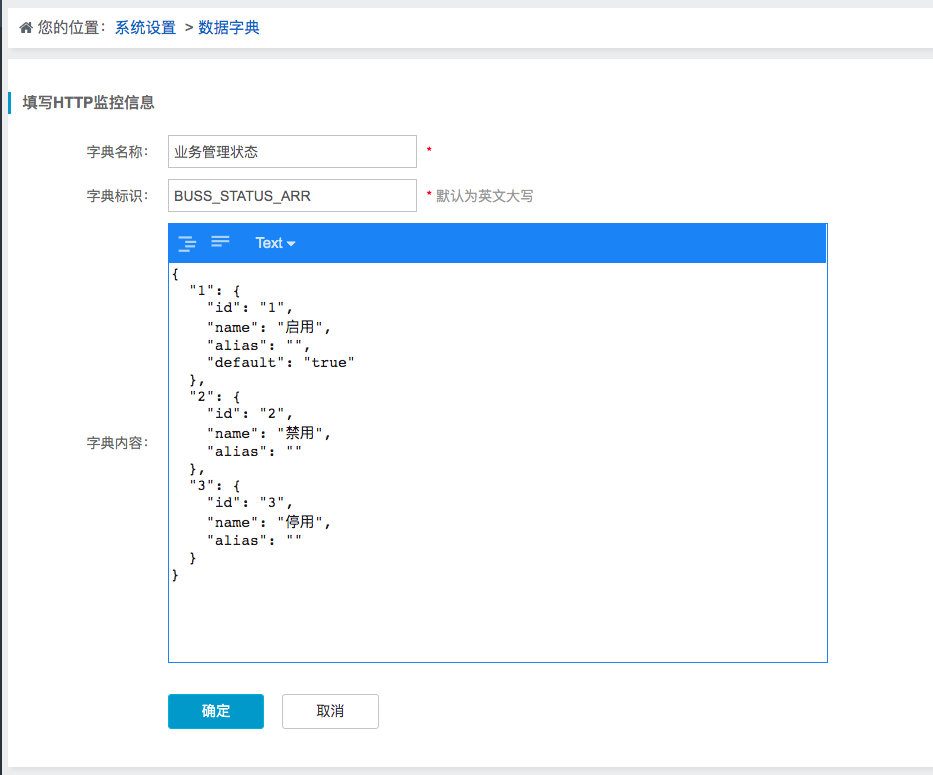 您的位置：系统设置 > 数据字典
填写HTTP监控信息
字典名称： 业务管理状态 *
字典标识： BUSS_STATUS_ARR * 默认为英文大写
Text
字典内容：
{
  "1": {
    "id": "1",
    "name": "启用",
    "alias": "",
    "default": "true"
  },
  "2": {
    "id": "2",
    "name": "禁用",
    "alias": ""
  },
  "3": {
    "id": "3",
    "name": "停用",
    "alias": ""
  }
}
确定 取消